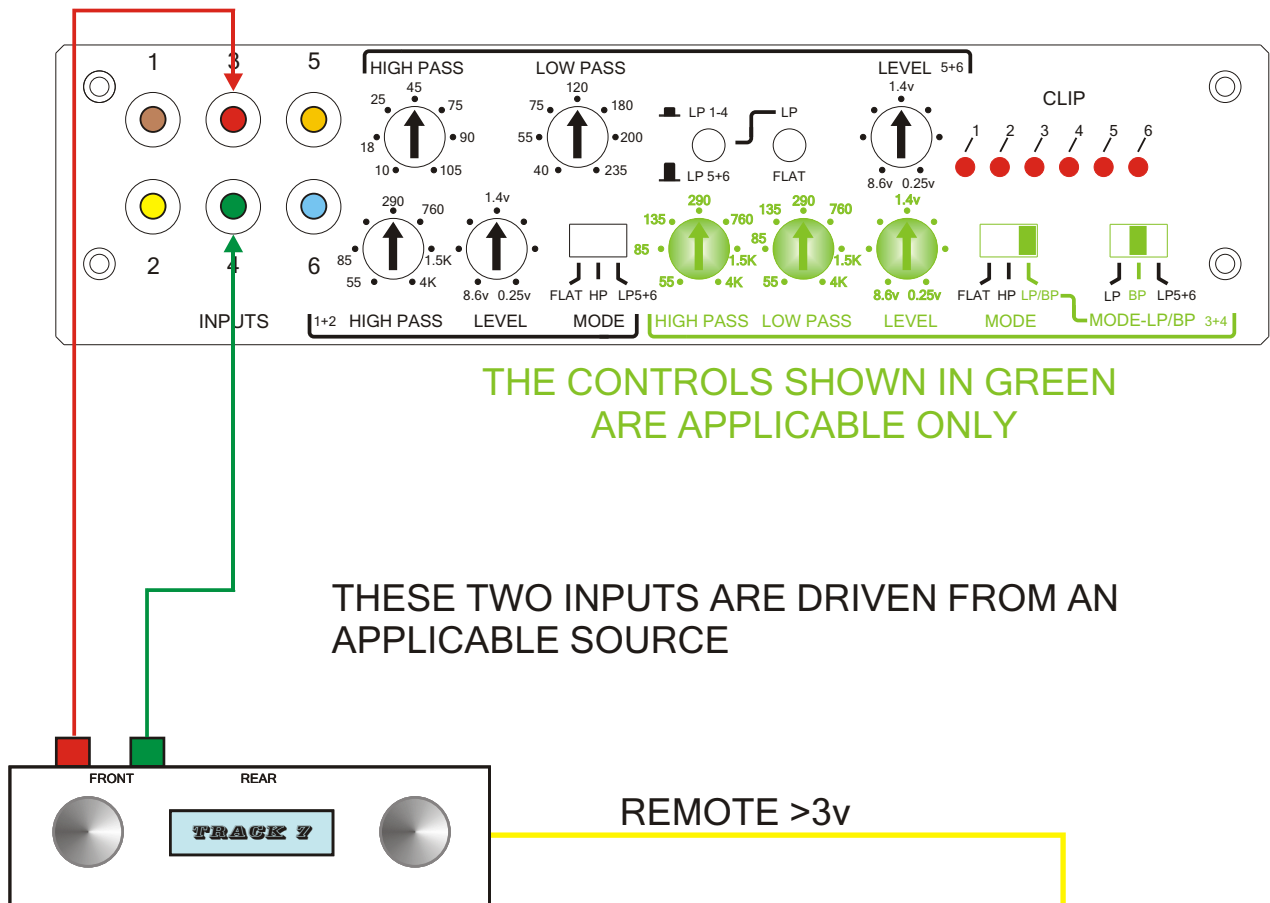 1 3 5
HIGH PASS LOW PASS LEVEL 5+6
CLIP
10 18 25 45 75 90 105
40 55 75 120 180 200 235
LP 1-4 LP
LP 5+6 FLAT
1.4v
8.6v 0.25v
1 2 3 4 5 6
2 4 6
INPUTS
55 85 290 760 1.5K 4K
1.4v
8.6v 0.25v
FLAT HP LP5+6
1+2 HIGH PASS LEVEL MODE
55 85 135 290 760 1.5K 4K
55 85 135 290 760 1.5K 4K
1.4v
8.6v 0.25v
FLAT HP LP/BP
LP BP LP5+6
HIGH PASS LOW PASS LEVEL MODE MODE-LP/BP 3+4
THE CONTROLS SHOWN IN GREEN
ARE APPLICABLE ONLY
THESE TWO INPUTS ARE DRIVEN FROM AN
APPLICABLE SOURCE
FRONT REAR
TRACK 7
REMOTE >3v